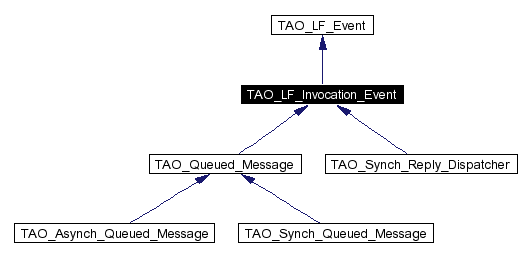 TAO_LF_Event
TAO_LF_Invocation_Event
TAO_Queued_Message
TAO_Synch_Reply_Dispatcher
TAO_Asynch_Queued_Message
TAO_Synch_Queued_Message